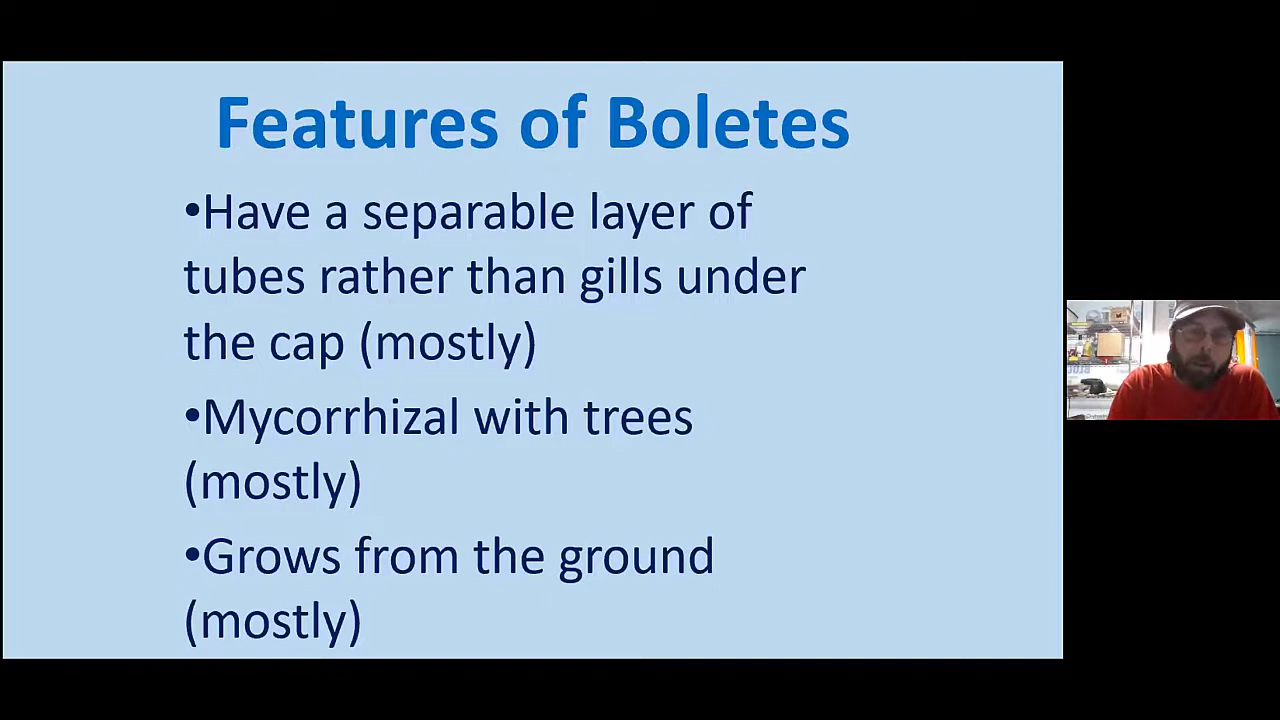 Features of Boletes
•Have a separable layer of
tubes rather than gills under
the cap (mostly)
•Mycorrhizal with trees
(mostly)
•Grows from the ground
(mostly)